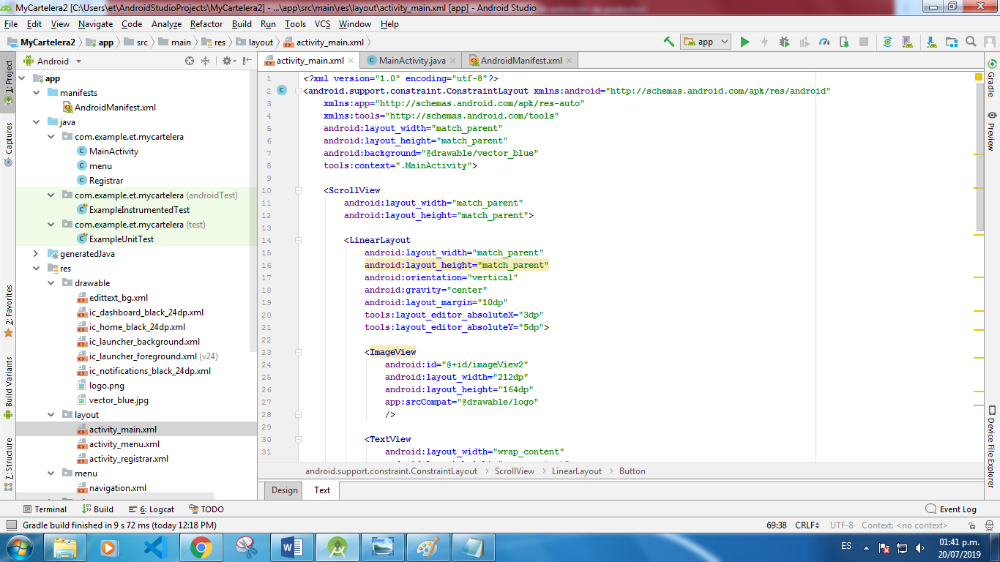 MyCartelera2 [C:\Users\et\AndroidStudioProjects\MyCartelera2] - ...\app\src\main\res\layout\activity_main.xml [app] - Android Studio
File Edit View Navigate Code Analyze Refactor Build Run Tools VCS Window Help
MyCartelera2 app src main res layout activity_main.xml
app
Android
activity_main.xml MainActivity.java AndroidManifest.xml
1: Project
Captures
2: Favorites
Build Variants
7: Structure
app
manifests
AndroidManifest.xml
java
com.example.et.mycartelera
MainActivity
menu
Registrar
com.example.et.mycartelera (androidTest)
ExampleInstrumentedTest
com.example.et.mycartelera (test)
ExampleUnitTest
generatedJava
res
drawable
edittext_bg.xml
ic_dashboard_black_24dp.xml
ic_home_black_24dp.xml
ic_launcher_background.xml
ic_launcher_foreground.xml (v24)
ic_notifications_black_24dp.xml
logo.png
vector_blue.jpg
layout
activity_main.xml
activity_menu.xml
activity_registrar.xml
menu
navigation.xml
1 <?xml version="1.0" encoding="utf-8"?>
2 <android.support.constraint.ConstraintLayout xmlns:android="http://schemas.android.com/apk/res/android"
3 xmlns:app="http://schemas.android.com/apk/res-auto"
4 xmlns:tools="http://schemas.android.com/tools"
5 android:layout_width="match_parent"
6 android:layout_height="match_parent"
7 android:background="@drawable/vector_blue"
8 tools:context=".MainActivity">
9
10 <ScrollView
11 android:layout_width="match_parent"
12 android:layout_height="match_parent">
13
14 <LinearLayout
15 android:layout_width="match_parent"
16 android:layout_height="match_parent"
17 android:orientation="vertical"
18 android:gravity="center"
19 android:layout_margin="10dp"
20 tools:layout_editor_absoluteX="3dp"
21 tools:layout_editor_absoluteY="5dp">
22
23 <ImageView
24 android:id="@+id/imageView2"
25 android:layout_width="212dp"
26 android:layout_height="164dp"
27 app:srcCompat="@drawable/logo"
28 />
29
30 <TextView
31 android:layout_width="wrap_content"
android.support.constraint.ConstraintLayout ScrollView LinearLayout Button
Design Text
Gradle
Preview
Device File Explorer
Terminal Build 6: Logcat TODO Event Log
Gradle build finished in 9 s 72 ms (today 12:18 PM) 69:38 CRLF UTF-8 Context: <no context>
ES 01:41 p.m.
20/07/2019